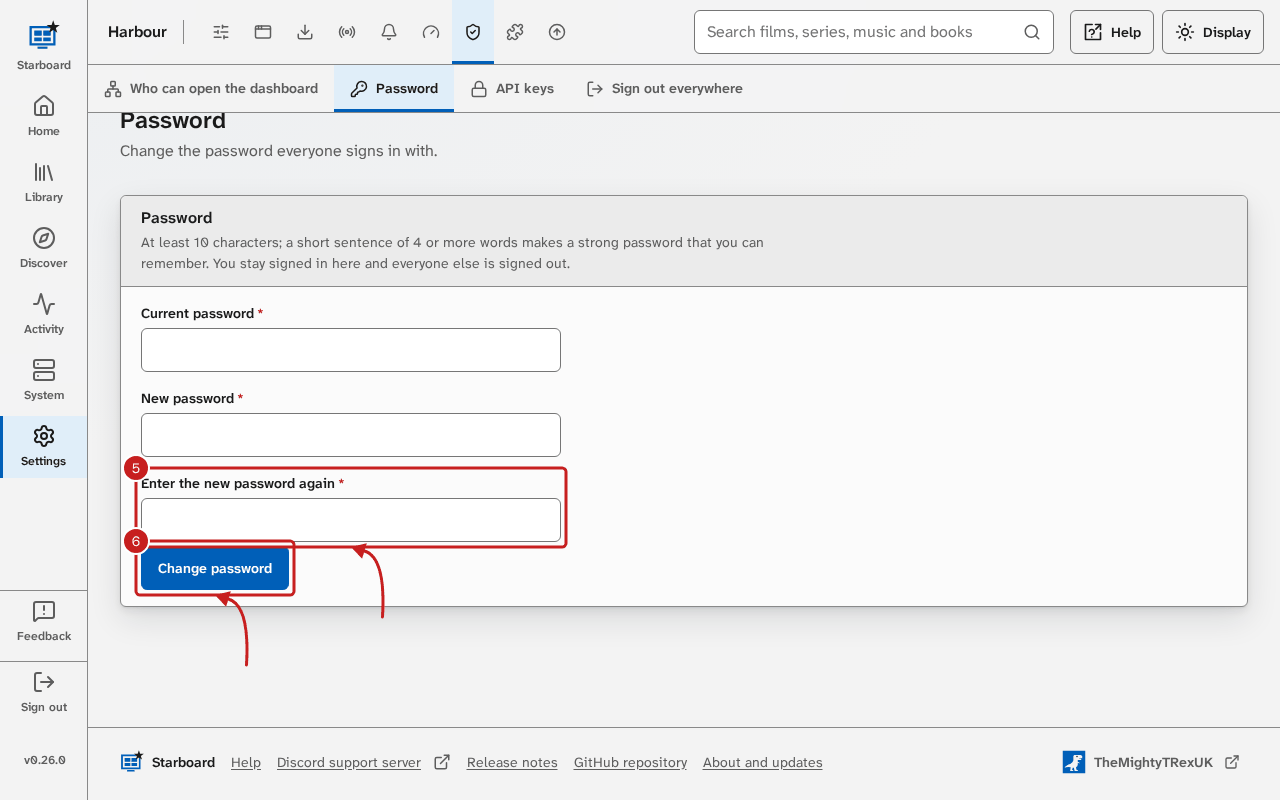 Starboard
Home
Library
Discover
Activity
System
Settings
Feedback
Sign out
v0.26.0
Harbour
Search films, series, music and books
Help
Display
Who can open the dashboard
Password
API keys
Sign out everywhere
Password
Change the password everyone signs in with.
Password
At least 10 characters; a short sentence of 4 or more words makes a strong password that you can
remember. You stay signed in here and everyone else is signed out.
Current password *
New password *
5
Enter the new password again *
6
Change password
Starboard
Help
Discord support server
Release notes
GitHub repository
About and updates
TheMightyTRexUK